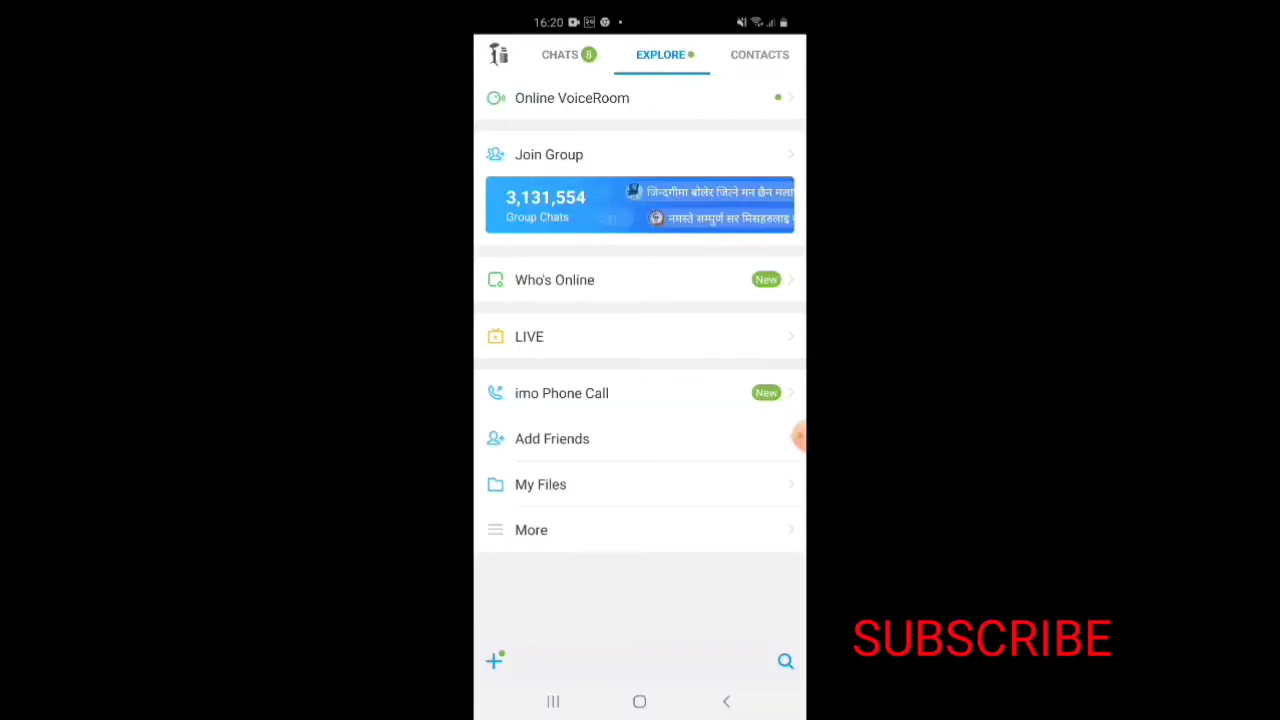 16:20
CHATS 8 EXPLORE CONTACTS
Online VoiceRoom
Join Group
3,131,554
Group Chats
जिन्दगीमा बोलेर जिल्ने मन छैन मला
नमस्ते सम्पुर्ण सर मिसहरुलाइ
Who's Online New
LIVE
imo Phone Call New
Add Friends
My Files
More
SUBSCRIBE